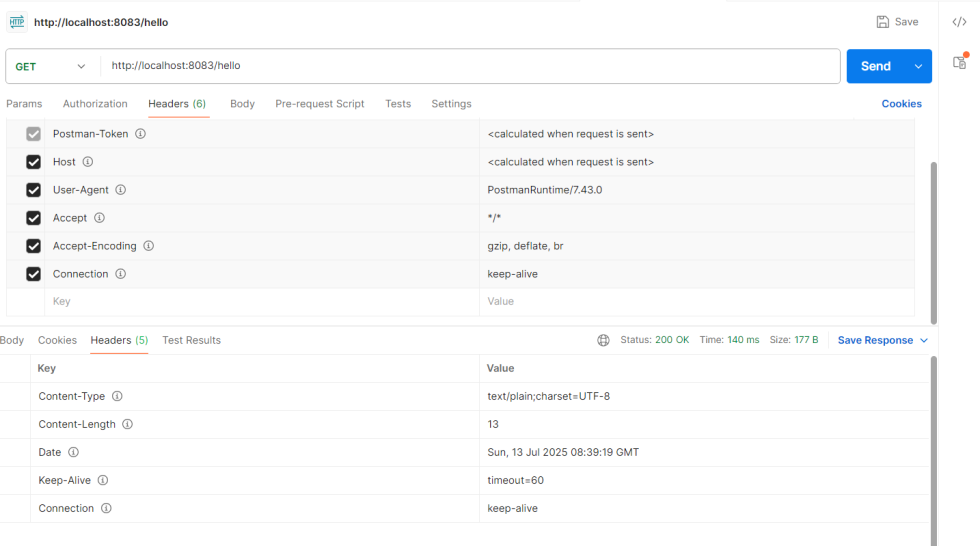 HTTP http://localhost:8083/hello Save </>
GET http://localhost:8083/hello Send
Params Authorization Headers (6) Body Pre-request Script Tests Settings Cookies
Postman-Token <calculated when request is sent>
Host <calculated when request is sent>
User-Agent PostmanRuntime/7.43.0
Accept */*
Accept-Encoding gzip, deflate, br
Connection keep-alive
Key Value
Body Cookies Headers (5) Test Results Status: 200 OK Time: 140 ms Size: 177 B Save Response
Key Value
Content-Type text/plain;charset=UTF-8
Content-Length 13
Date Sun, 13 Jul 2025 08:39:19 GMT
Keep-Alive timeout=60
Connection keep-alive